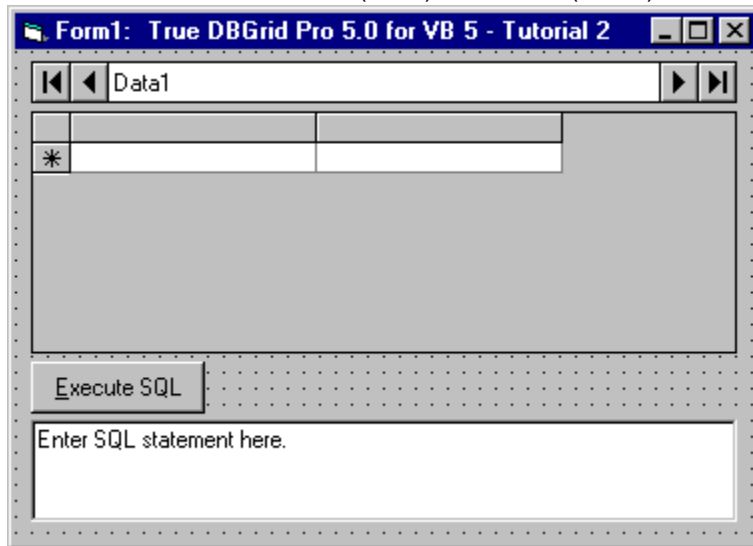 Form1: True DBGrid Pro 5.0 for VB 5 - Tutorial 2
Data1
Execute SQL
Enter SQL statement here.